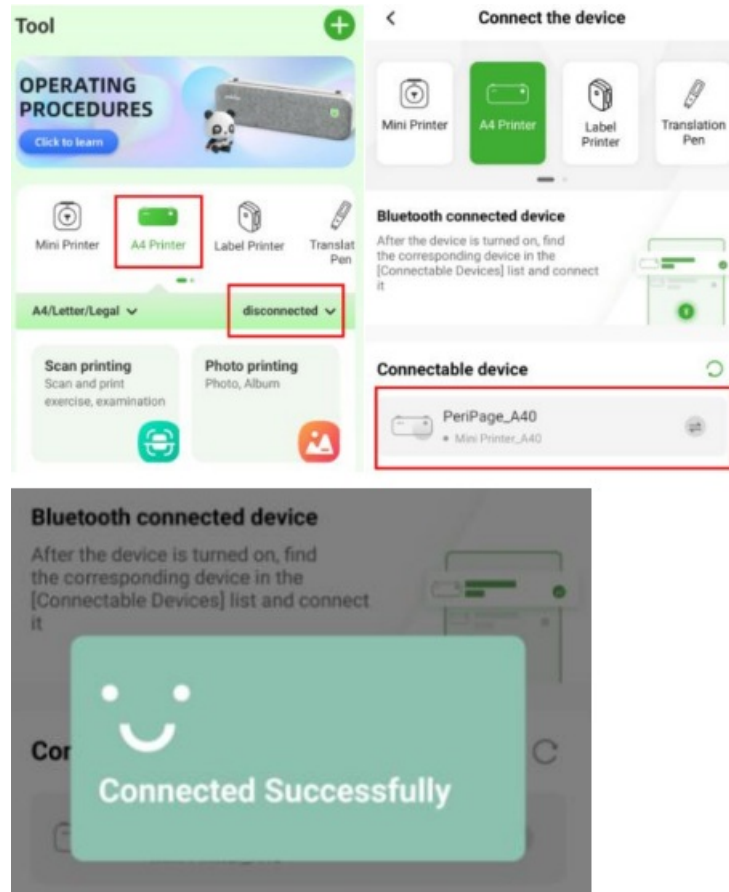 Tool
OPERATING
PROCEDURES
Click to learn
Mini Printer
A4 Printer
Label Printer
Translat
Pen
A4/Letter/Legal
disconnected
Scan printing
Scan and print
exercise, examination
Photo printing
Photo, Album
Connect the device
Mini Printer
A4 Printer
Label
Printer
Translation
Pen
Bluetooth connected device
After the device is turned on, find
the corresponding device in the
[Connectable Devices] list and connect
it
Connectable device
PeriPage_A40
Mini Printer_A40
Bluetooth connected device
After the device is turned on, find
the corresponding device in the
[Connectable Devices] list and connect
it
Con
Connected Successfully